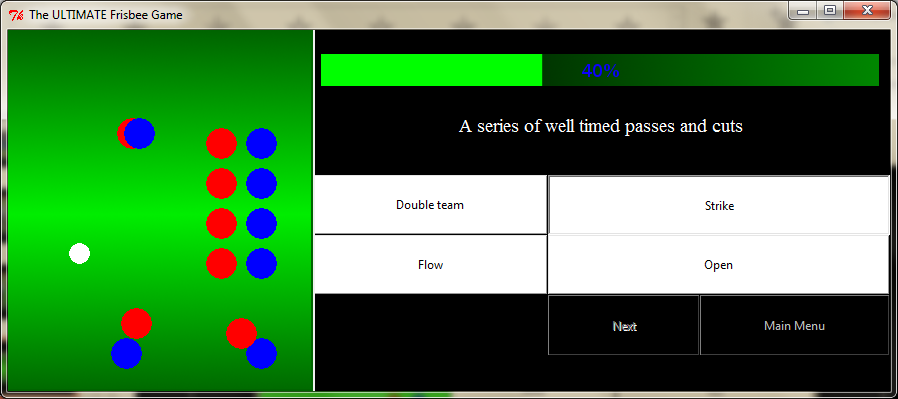 The ULTIMATE Frisbee Game
40%
A series of well timed passes and cuts
Double team
Strike
Flow
Open
Next
Main Menu